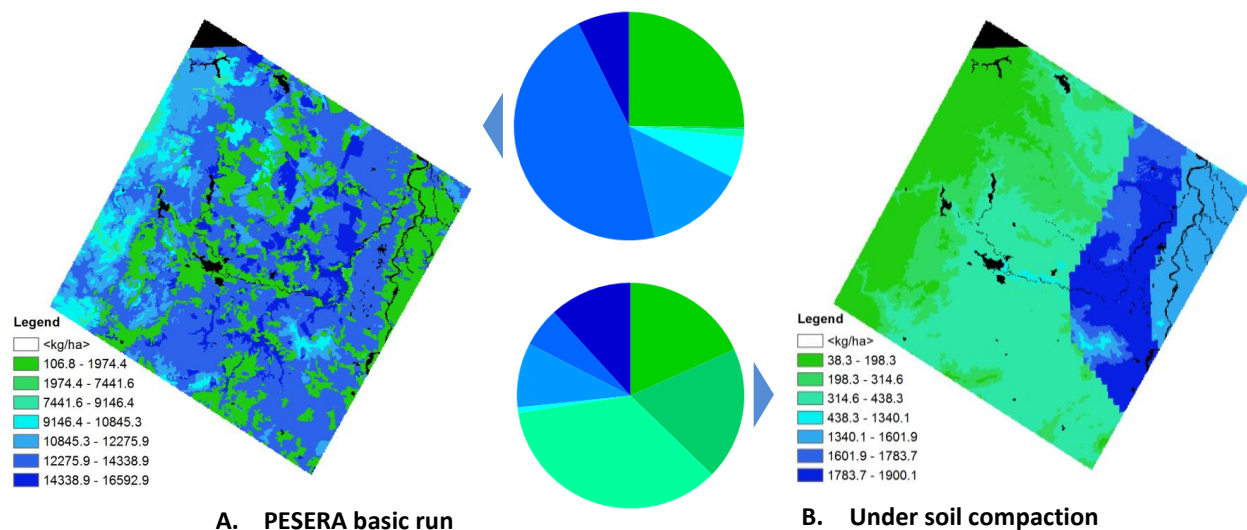 Legend
<kg/ha>
106.8 - 1974.4
1974.4 - 7441.6
7441.6 - 9146.4
9146.4 - 10845.3
10845.3 - 12275.9
12275.9 - 14338.9
14338.9 - 16592.9
A. PESERA basic run
Legend
<kg/ha>
38.3 - 198.3
198.3 - 314.6
314.6 - 438.3
438.3 - 1340.1
1340.1 - 1601.9
1601.9 - 1783.7
1783.7 - 1900.1
B. Under soil compaction